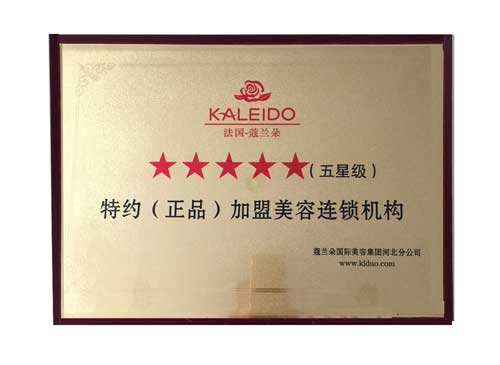 KALEIDO
法国·蔻兰朵
★★★★★(五星级)
特约(正品)加盟美容连锁机构
蔻兰朵国际美容集团河北分公司
www.klduo.com